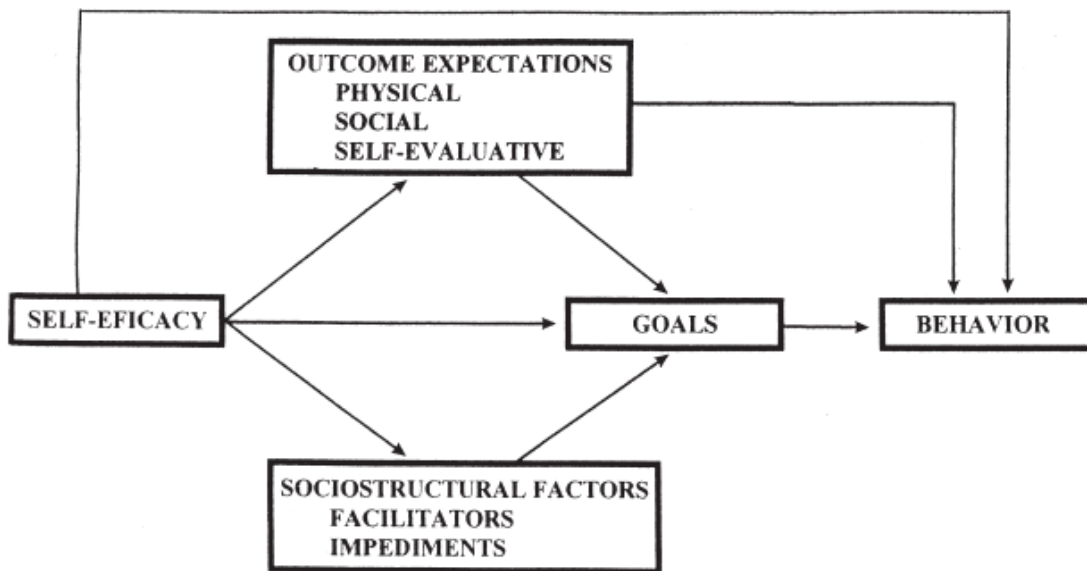 OUTCOME EXPECTATIONS
PHYSICAL
SOCIAL
SELF-EVALUATIVE
SELF-EFICACY
GOALS
BEHAVIOR
SOCIOSTRUCTURAL FACTORS
FACILITATORS
IMPEDIMENTS